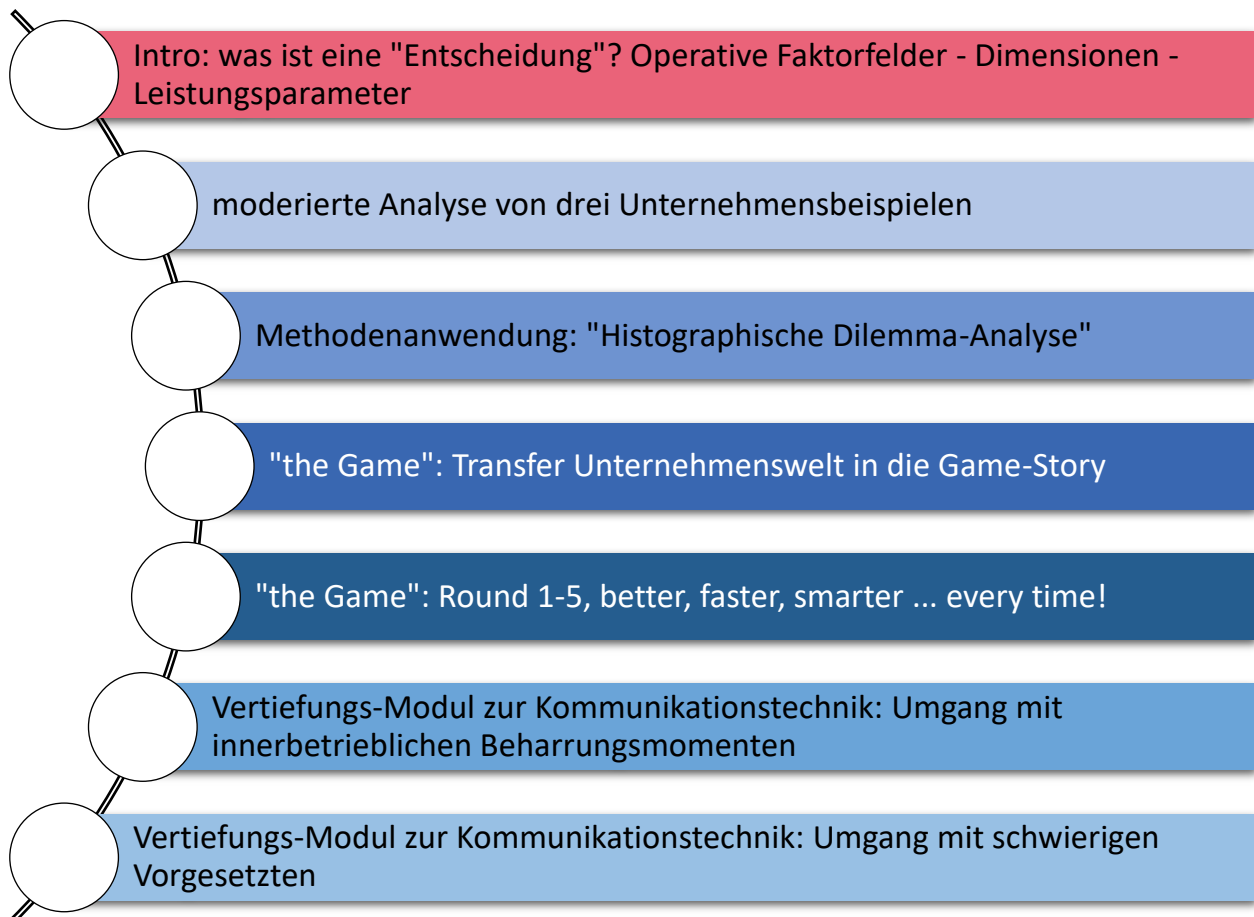 Intro: was ist eine "Entscheidung"? Operative Faktorfelder - Dimensionen -
Leistungsparameter
moderierte Analyse von drei Unternehmensbeispielen
Methodenanwendung: "Histographische Dilemma-Analyse"
"the Game": Transfer Unternehmenswelt in die Game-Story
"the Game": Round 1-5, better, faster, smarter ... every time!
Vertiefungs-Modul zur Kommunikationstechnik: Umgang mit
innerbetrieblichen Beharrungsmomenten
Vertiefungs-Modul zur Kommunikationstechnik: Umgang mit schwierigen
Vorgesetzten